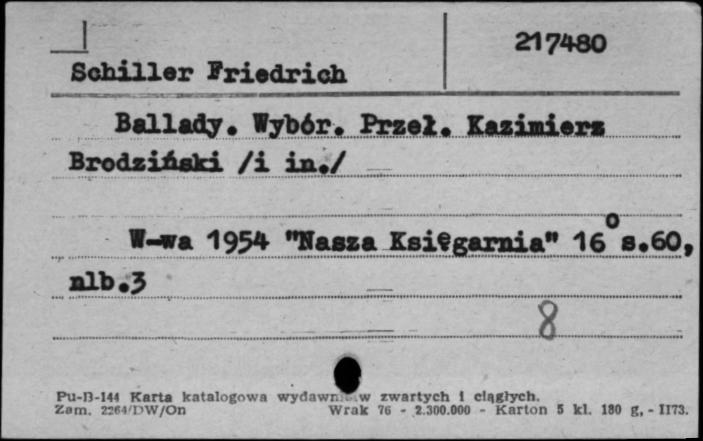 217480
Schiller Friedrich
Ballady. Wybór. Przeł. Kazimierz
Brodziński /i in./
W-wa 1954 "Nasza Księgarnia" 16° s.60,
nlb.3
8
Pu-B-144 Karta katalogowa wydawnictw zwartych i ciągłych.
Zam. 2264/DW/On Wrak 76 - 2.300.000 - Karton 5 kl. 180 g, - II73.